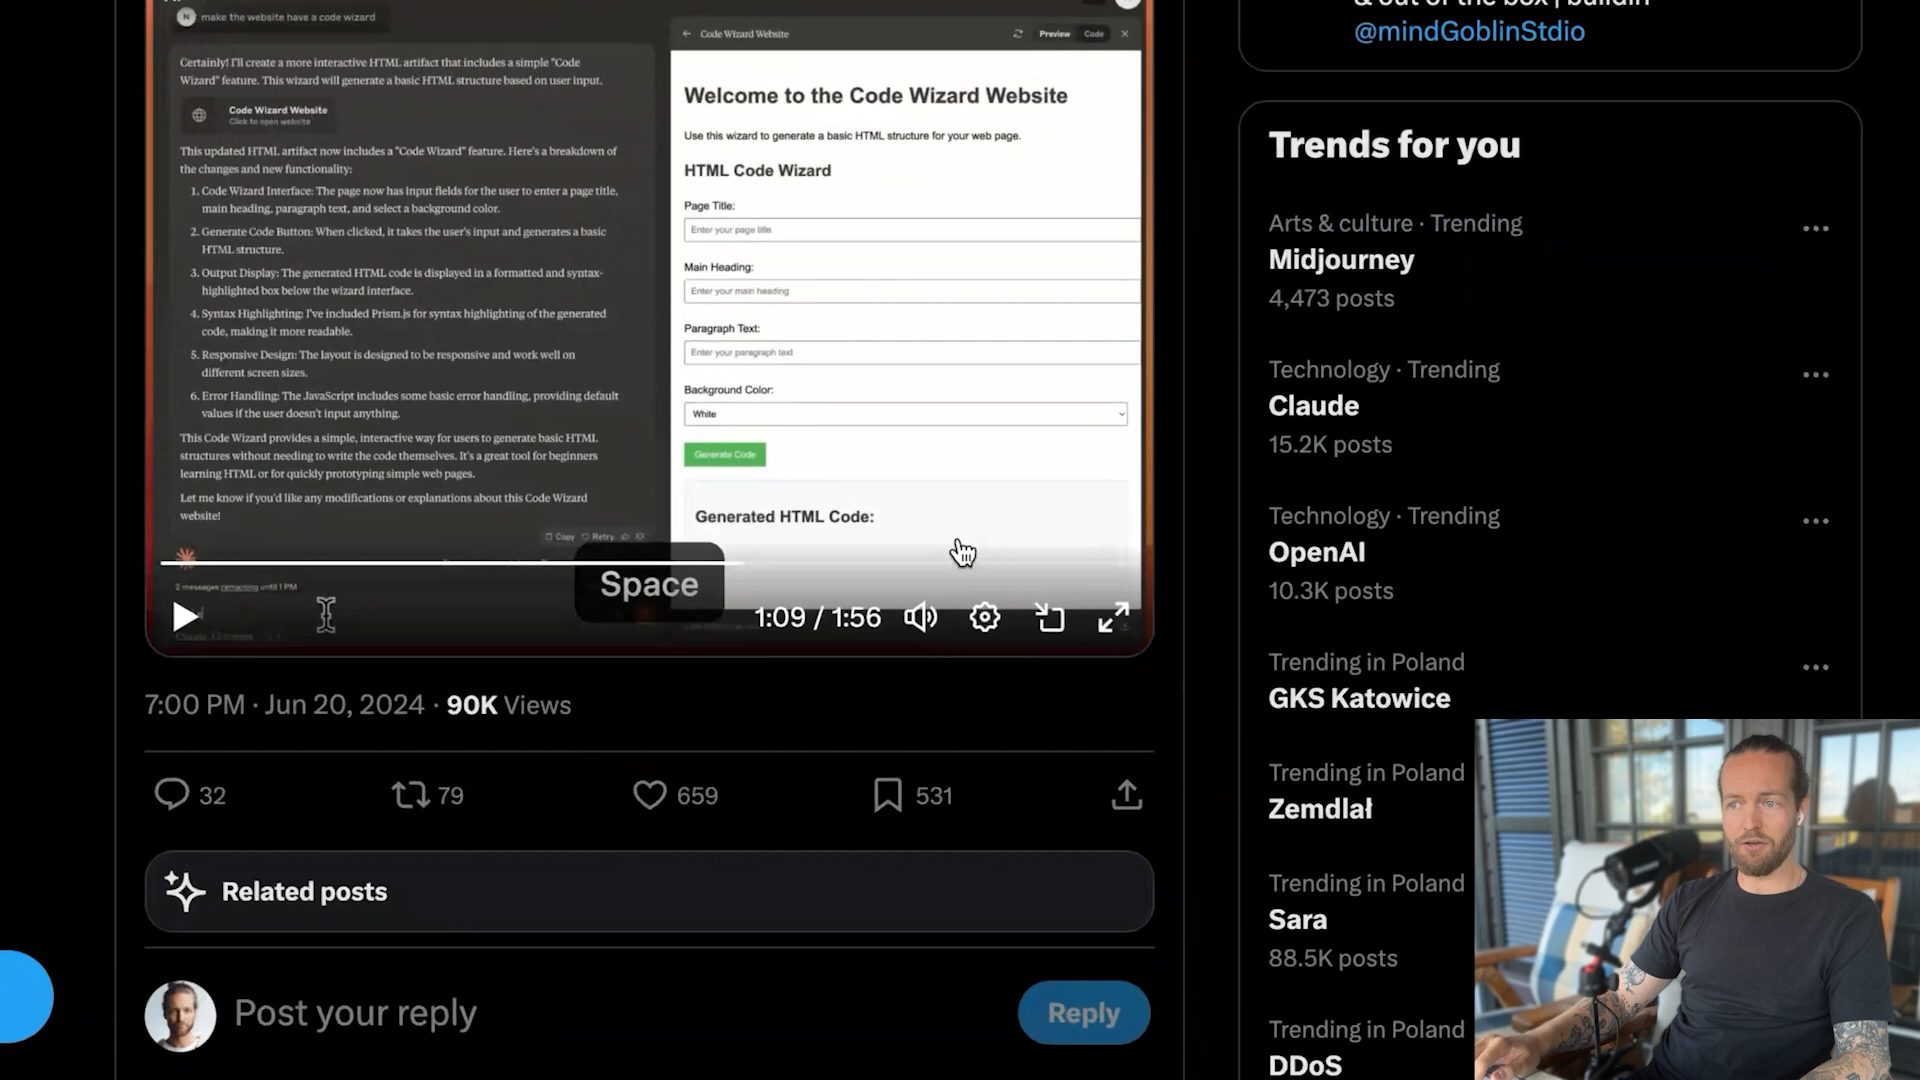 N make the website have a code wizard
Certainly! I'll create a more interactive HTML artifact that includes a simple "Code
Wizard" feature. This wizard will generate a basic HTML structure based on user input.
Code Wizard Website
Click to open website
This updated HTML artifact now includes a "Code Wizard" feature. Here's a breakdown of
the changes and new functionality:
1. Code Wizard Interface: The page now has input fields for the user to enter a page title,
main heading, paragraph text, and select a background color.
2. Generate Code Button: When clicked, it takes the user's input and generates a basic
HTML structure.
3. Output Display: The generated HTML code is displayed in a formatted and syntax-
highlighted box below the wizard interface.
4. Syntax Highlighting: I've included Prism.js for syntax highlighting of the generated
code, making it more readable.
5. Responsive Design: The layout is designed to be responsive and work well on
different screen sizes.
6. Error Handling: The JavaScript includes some basic error handling, providing default
values if the user doesn't input anything.
This Code Wizard provides a simple, interactive way for users to generate basic HTML
structures without needing to write the code themselves. It's a great tool for beginners
learning HTML or for quickly prototyping simple web pages.
Let me know if you'd like any modifications or explanations about this Code Wizard
website!
Copy Retry
2 messages remaining until 1 PM
Code Wizard Website
Preview Code
Welcome to the Code Wizard Website
Use this wizard to generate a basic HTML structure for your web page.
HTML Code Wizard
Page Title:
Enter your page title
Main Heading:
Enter your main heading
Paragraph Text:
Enter your paragraph text
Background Color:
White
Generate Code
Generated HTML Code:
Space
1:09 / 1:56
7:00 PM · Jun 20, 2024 · 90K Views
32 79 659 531
Related posts
Post your reply
Reply
@mindGoblinStdio
Trends for you
Arts & culture · Trending
Midjourney
4,473 posts
Technology · Trending
Claude
15.2K posts
Technology · Trending
OpenAI
10.3K posts
Trending in Poland
GKS Katowice
Trending in Poland
Zemdlał
Trending in Poland
Sara
88.5K posts
Trending in Poland
DDoS